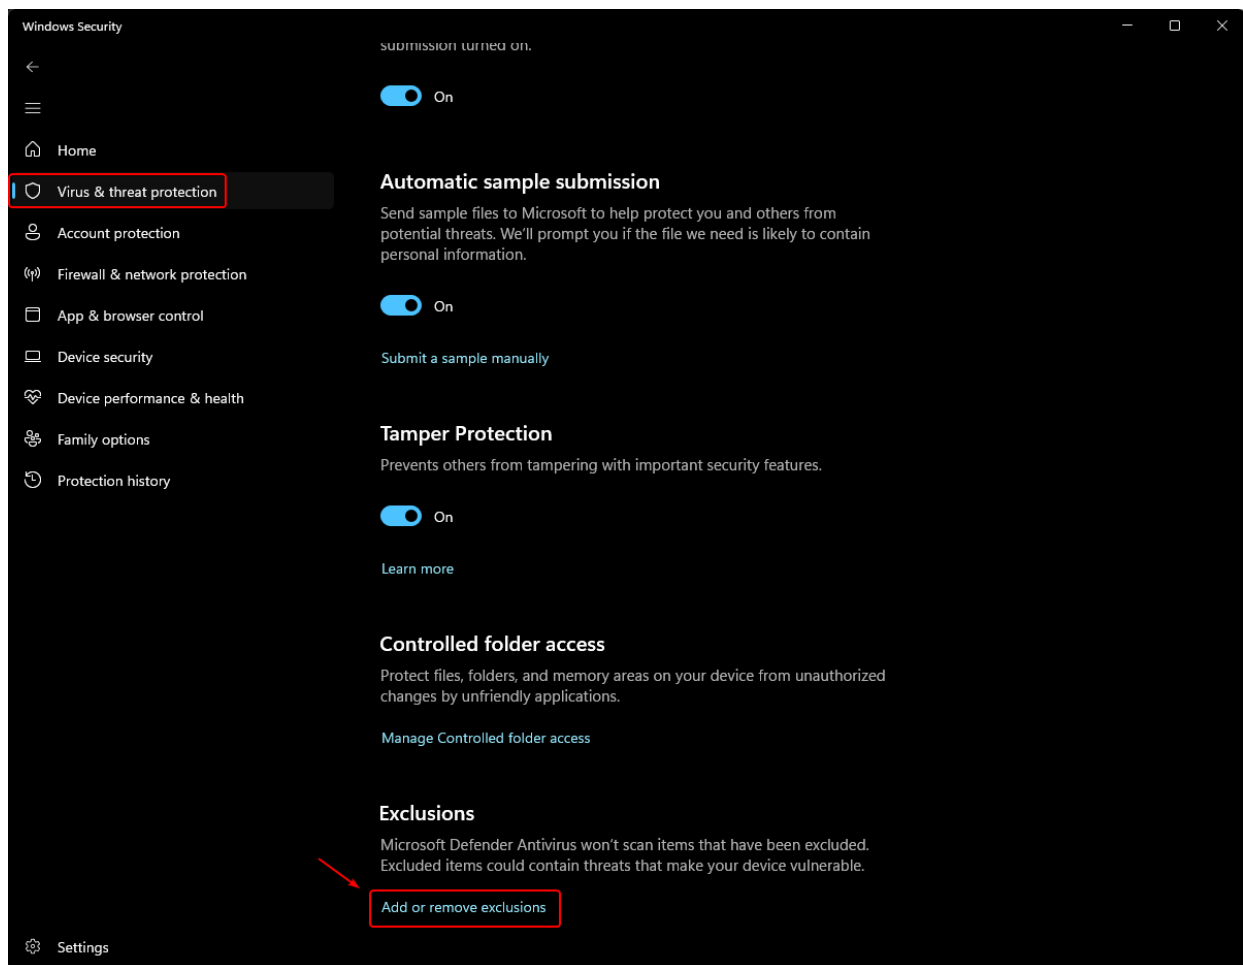 Windows Security
submission turned on.
On
Home
Virus & threat protection
Account protection
Firewall & network protection
App & browser control
Device security
Device performance & health
Family options
Protection history
Settings
Automatic sample submission
Send sample files to Microsoft to help protect you and others from
potential threats. We'll prompt you if the file we need is likely to contain
personal information.
On
Submit a sample manually
Tamper Protection
Prevents others from tampering with important security features.
On
Learn more
Controlled folder access
Protect files, folders, and memory areas on your device from unauthorized
changes by unfriendly applications.
Manage Controlled folder access
Exclusions
Microsoft Defender Antivirus won't scan items that have been excluded.
Excluded items could contain threats that make your device vulnerable.
Add or remove exclusions